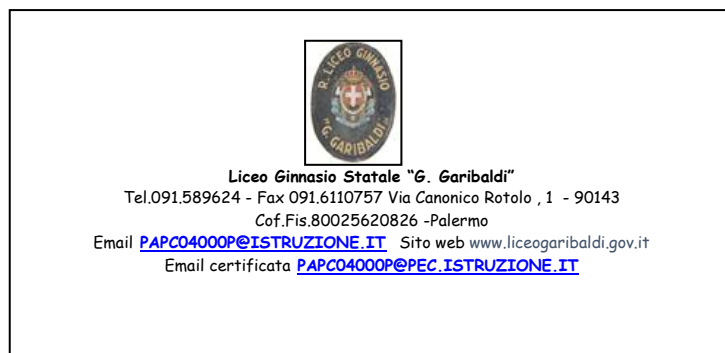 R. LICEO GINNASIO
"G. GARIBALDI"
Liceo Ginnasio Statale “G. Garibaldi”
Tel.091.589624 - Fax 091.6110757 Via Canonico Rotolo , 1 - 90143
Cof.Fis.80025620826 -Palermo
Email PAPC04000P@ISTRUZIONE.IT Sito web www.liceogaribaldi.gov.it
Email certificata PAPC04000P@PEC.ISTRUZIONE.IT